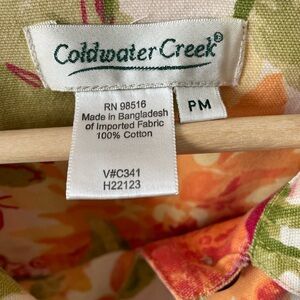 Coldwater Creek®
PM
RN 98516
Made in Bangladesh
of Imported Fabric
100% Cotton
V#C341
H22123